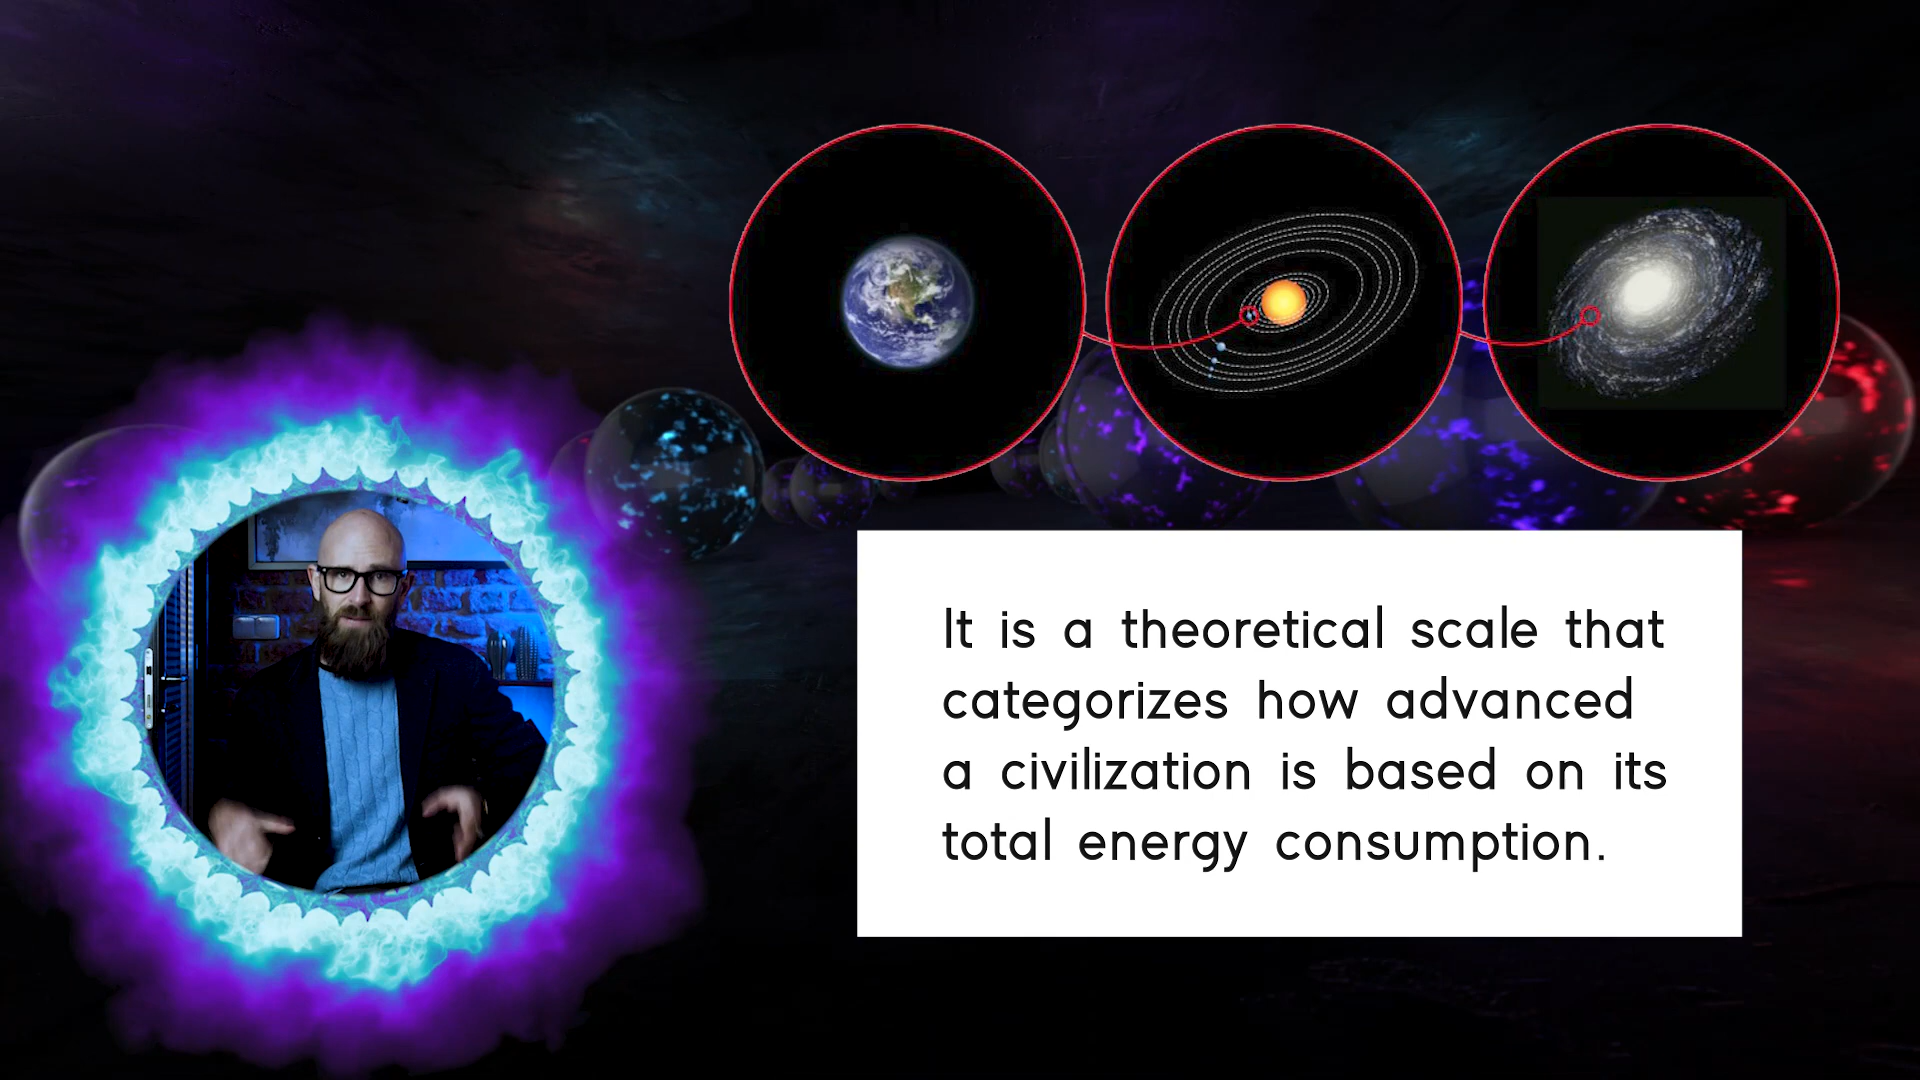 It is a theoretical scale that
categorizes how advanced
a civilization is based on its
total energy consumption.